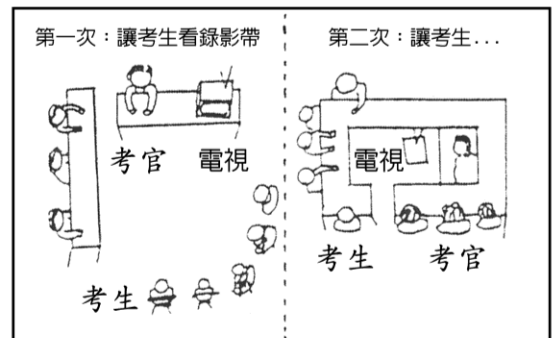 第一次：讓考生看錄影帶
考官
電視
考生
第二次：讓考生...
電視
考生
考官